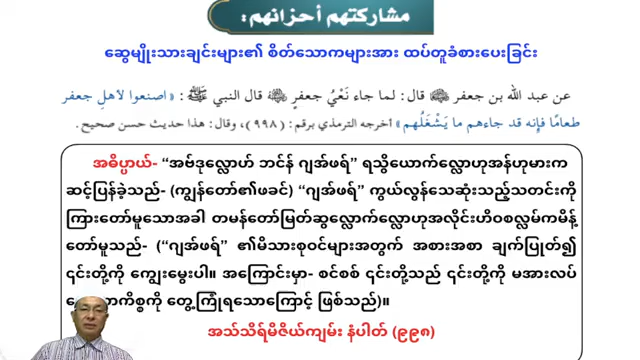 مشاركتهم أحزانهم:
ဆွေမျိုးသားချင်းများ၏ စိတ်သောကများအား ထပ်တူခံစားပေးခြင်း
عن عبد الله بن جعفر ﷺ قال: لما جاء نَعْيُ جعفرٍ ﷺ قال النبي ﷺ: «اصنعوا لاهلِ جعفر
طعامًا فإنه قد جاءهم ما يَشْغَلُهم» أخرجه الترمذي برقم: (٩٩٨)، وقال: هذا حديث حسن صحيح.
အဓိပ္ပာယ်- “အဗ်ဒုလ္လောဟ် ဘင်န် ဂျအ်ဖရ်” ရသွိယောက်လ္လောဟုအန်ဟုမားက
ဆင့်ပြန်ခဲ့သည်- (ကျွန်တော်၏ဖခင်) “ဂျအ်ဖရ်” ကွယ်လွန်သေဆုံးသည့်သတင်းကို
ကြားတော်မူသောအခါ တမန်တော်မြတ်ဆွလ္လောက်လ္လောဟုအလိုင်းဟိဝစလ္လမ်ကမိန့်
တော်မူသည်- (“ဂျအ်ဖရ်” ၏မိသားစုဝင်များအတွက် အစားအစာ ချက်ပြုတ်၍
၎င်းတို့ကို ကျွေးမွေးပါ။ အကြောင်းမှာ- စင်စစ် ၎င်းတို့သည် ၎င်းတို့ကို မအားလပ်
ကိစ္စကို တွေ့ကြုံရသောကြောင့် ဖြစ်သည်)။
အသ်သိရ်မိဇိယ်ကျမ်း နံပါတ် (၉၉၈)